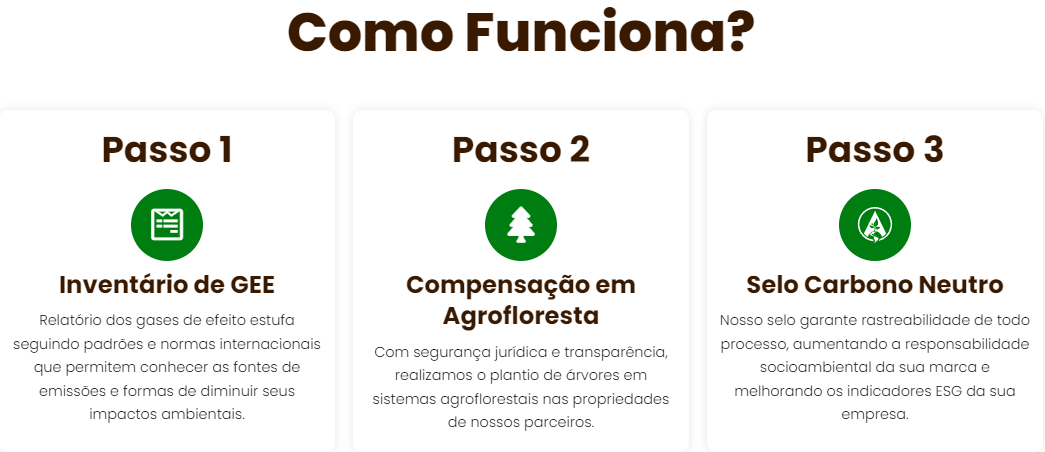 Como Funciona?
Passo 1
Inventário de GEE
Relatório dos gases de efeito estufa
seguindo padrões e normas internacionais
que permitem conhecer as fontes de
emissões e formas de diminuir seus
impactos ambientais.
Passo 2
Compensação em
Agrofloresta
Com segurança jurídica e transparência,
realizamos o plantio de árvores em
sistemas agroflorestais nas propriedades
de nossos parceiros.
Passo 3
Selo Carbono Neutro
Nosso selo garante rastreabilidade de todo
processo, aumentando a responsabilidade
socioambiental da sua marca e
melhorando os indicadores ESG da sua
empresa.